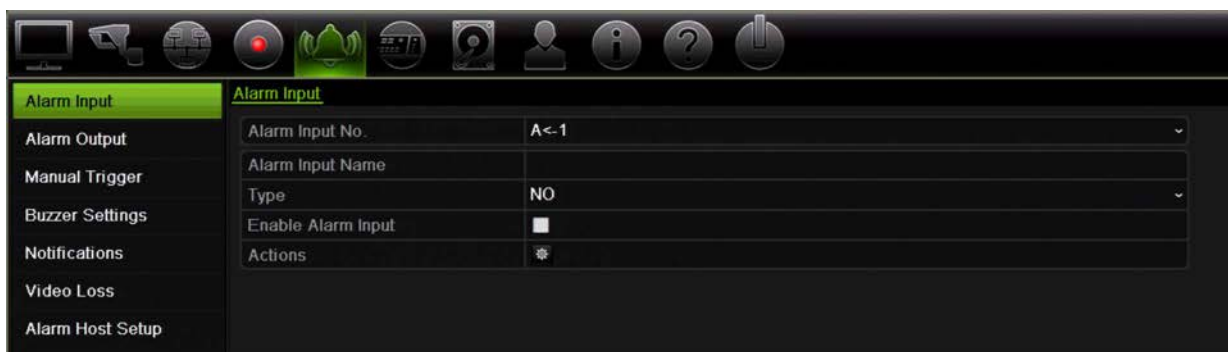 Alarm Input
Alarm Output
Manual Trigger
Buzzer Settings
Notifications
Video Loss
Alarm Host Setup
Alarm Input
Alarm Input No. A<-1
Alarm Input Name
Type NO
Enable Alarm Input
Actions